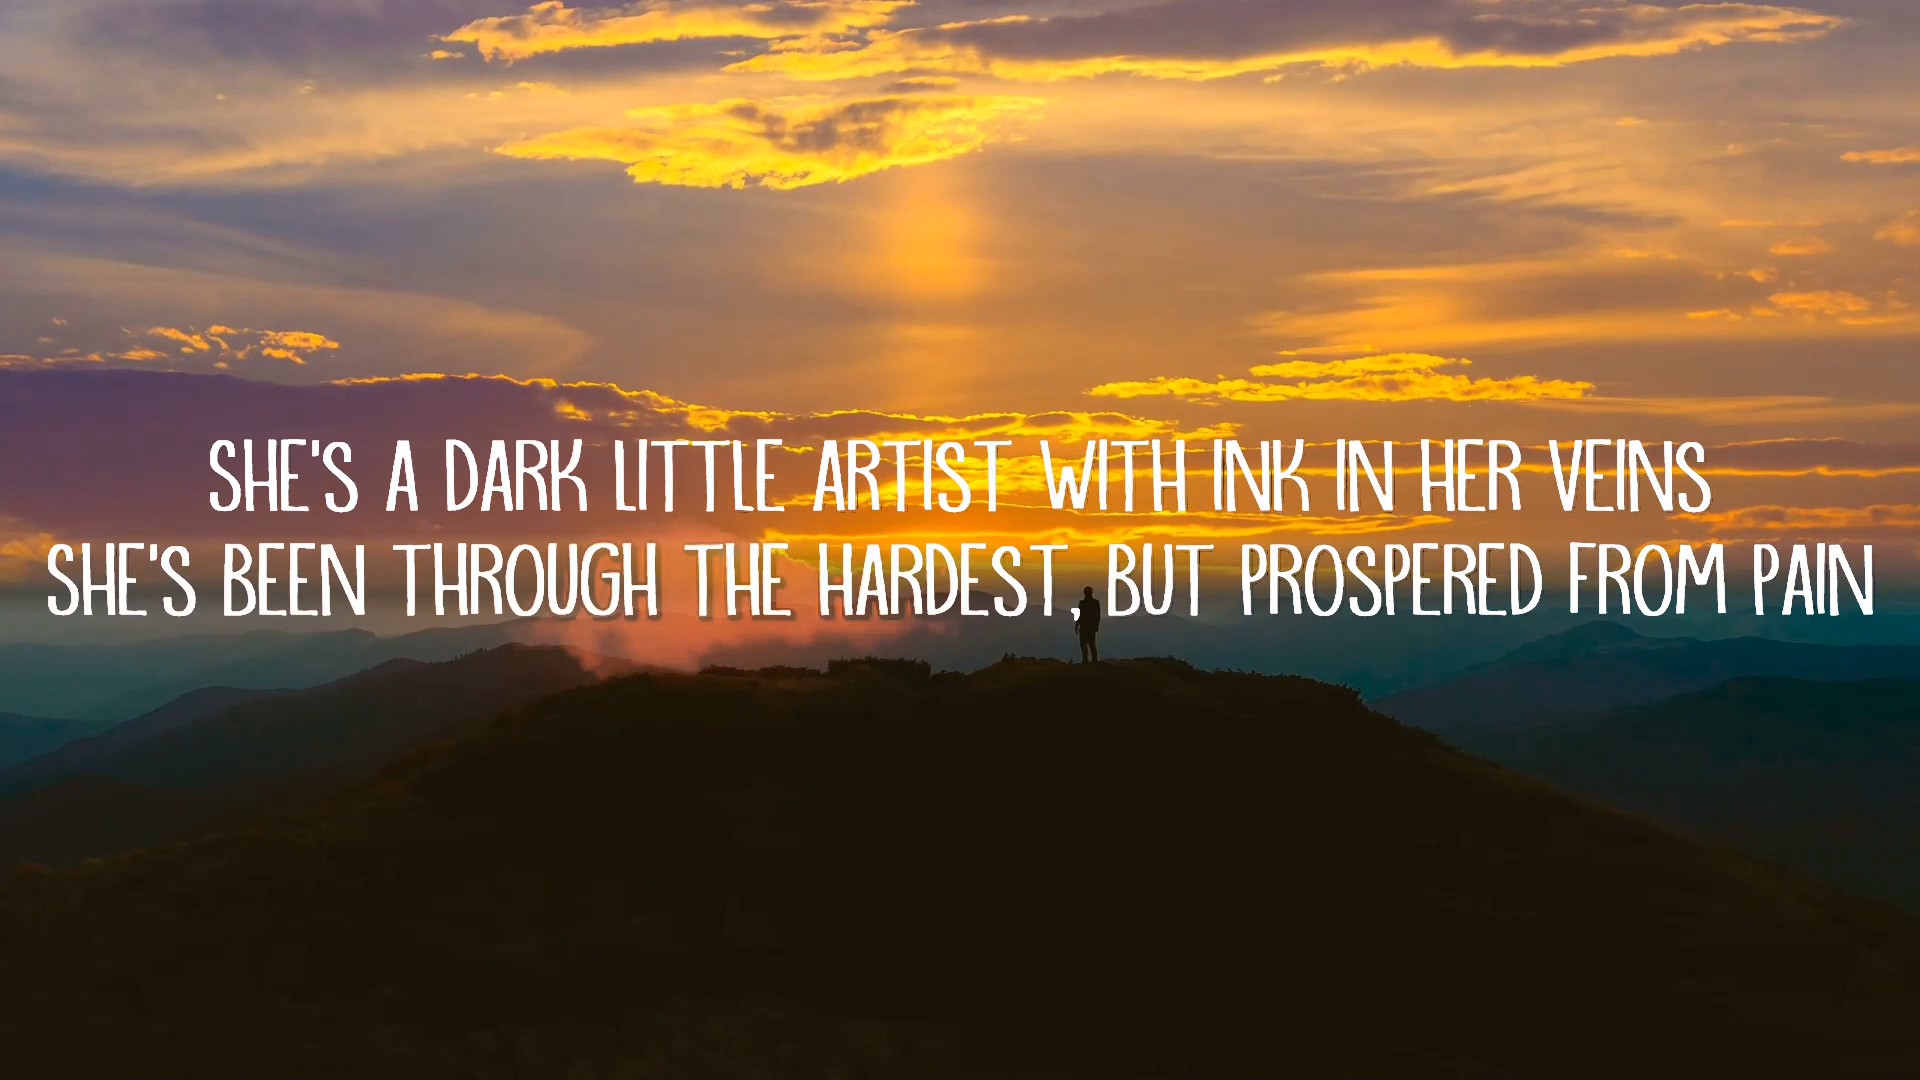 SHE'S A DARK LITTLE ARTIST WITH INK IN HER VEINS
SHE'S BEEN THROUGH THE HARDEST, BUT PROSPERED FROM PAIN